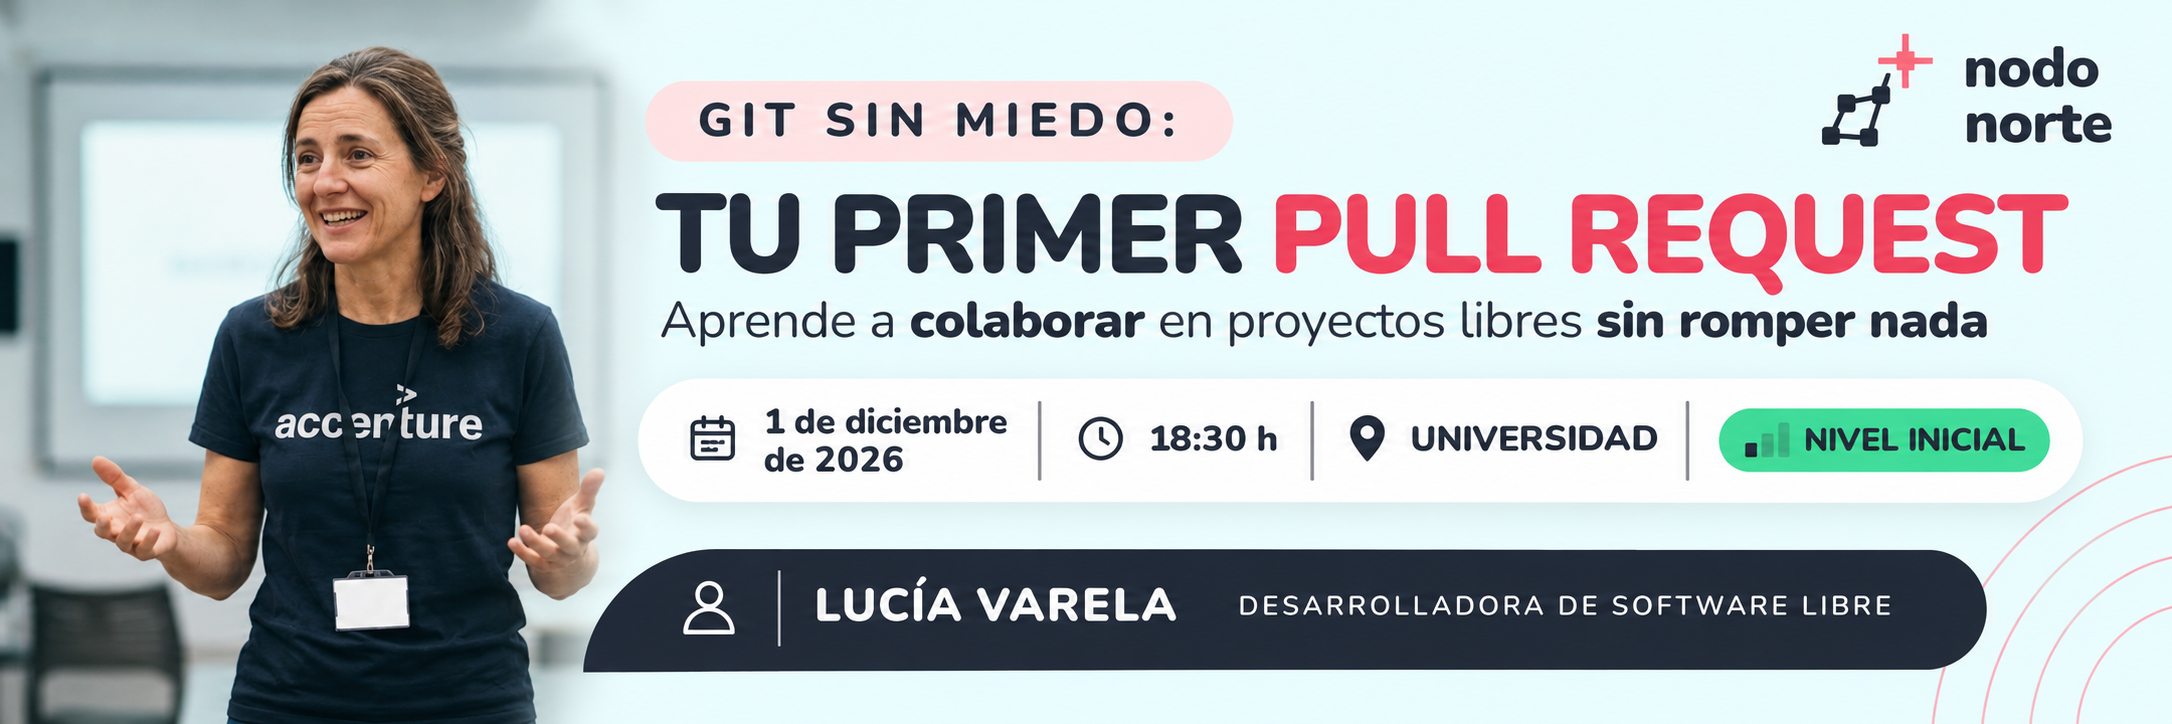 GIT SIN MIEDO:
nodo
norte
TU PRIMER PULL REQUEST
Aprende a colaborar en proyectos libres sin romper nada
accenture
1 de diciembre
de 2026
18:30 h
UNIVERSIDAD
NIVEL INICIAL
LUCÍA VARELA
DESARROLLADORA DE SOFTWARE LIBRE